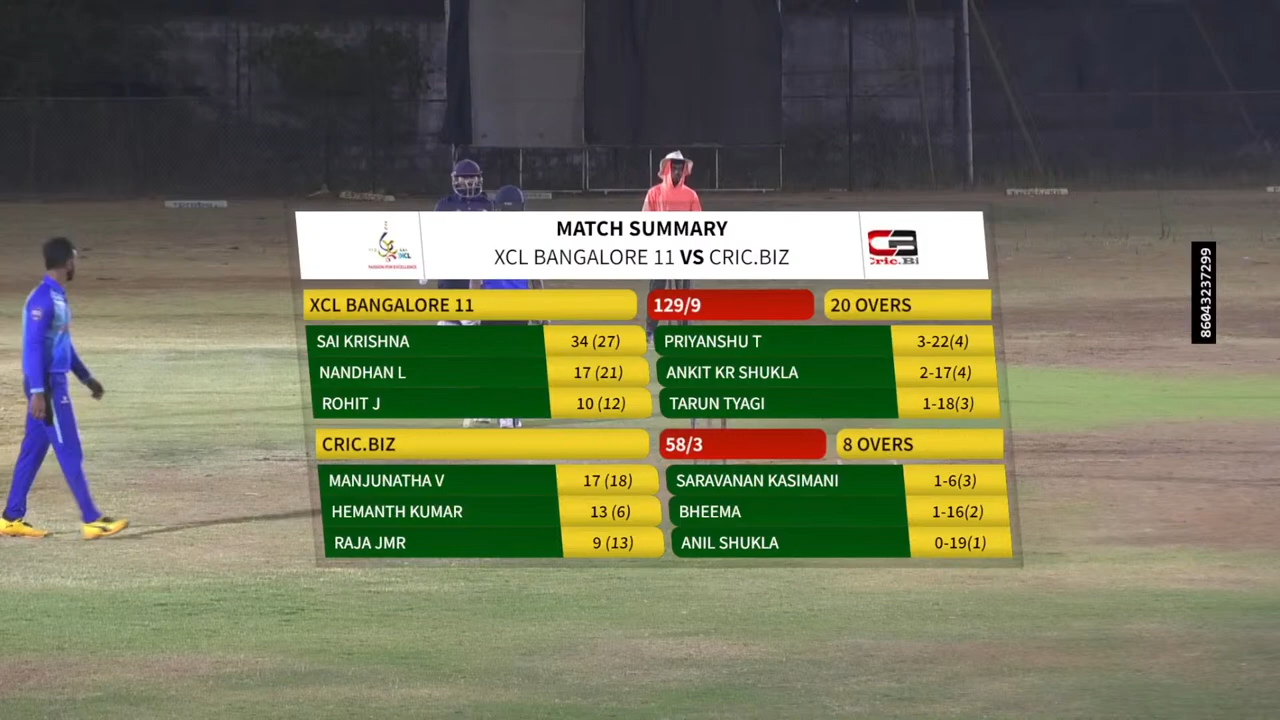 MATCH SUMMARY
XCL BANGALORE 11 VS CRIC.BIZ
XCL BANGALORE 11 129/9 20 OVERS
SAI KRISHNA 34 (27) PRIYANSHU T 3-22(4)
NANDHAN L 17 (21) ANKIT KR SHUKLA 2-17(4)
ROHIT J 10 (12) TARUN TYAGI 1-18(3)
CRIC.BIZ 58/3 8 OVERS
MANJUNATHA V 17 (18) SARAVANAN KASIMANI 1-6(3)
HEMANTH KUMAR 13 (6) BHEEMA 1-16(2)
RAJA JMR 9 (13) ANIL SHUKLA 0-19(1)
86043237299